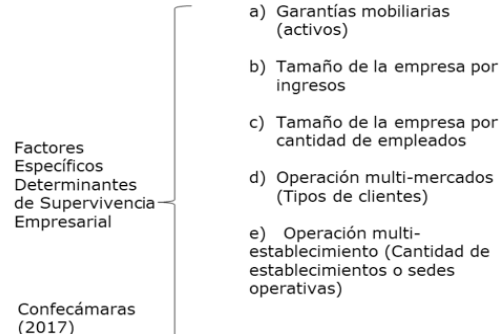 Factores
Específicos
Determinantes
de Supervivencia
Empresarial
Confecámaras
(2017)
a) Garantías mobiliarias
(activos)
b) Tamaño de la empresa por
ingresos
c) Tamaño de la empresa por
cantidad de empleados
d) Operación multi-mercados
(Tipos de clientes)
e) Operación multi-
establecimiento (Cantidad de
establecimientos o sedes
operativas)